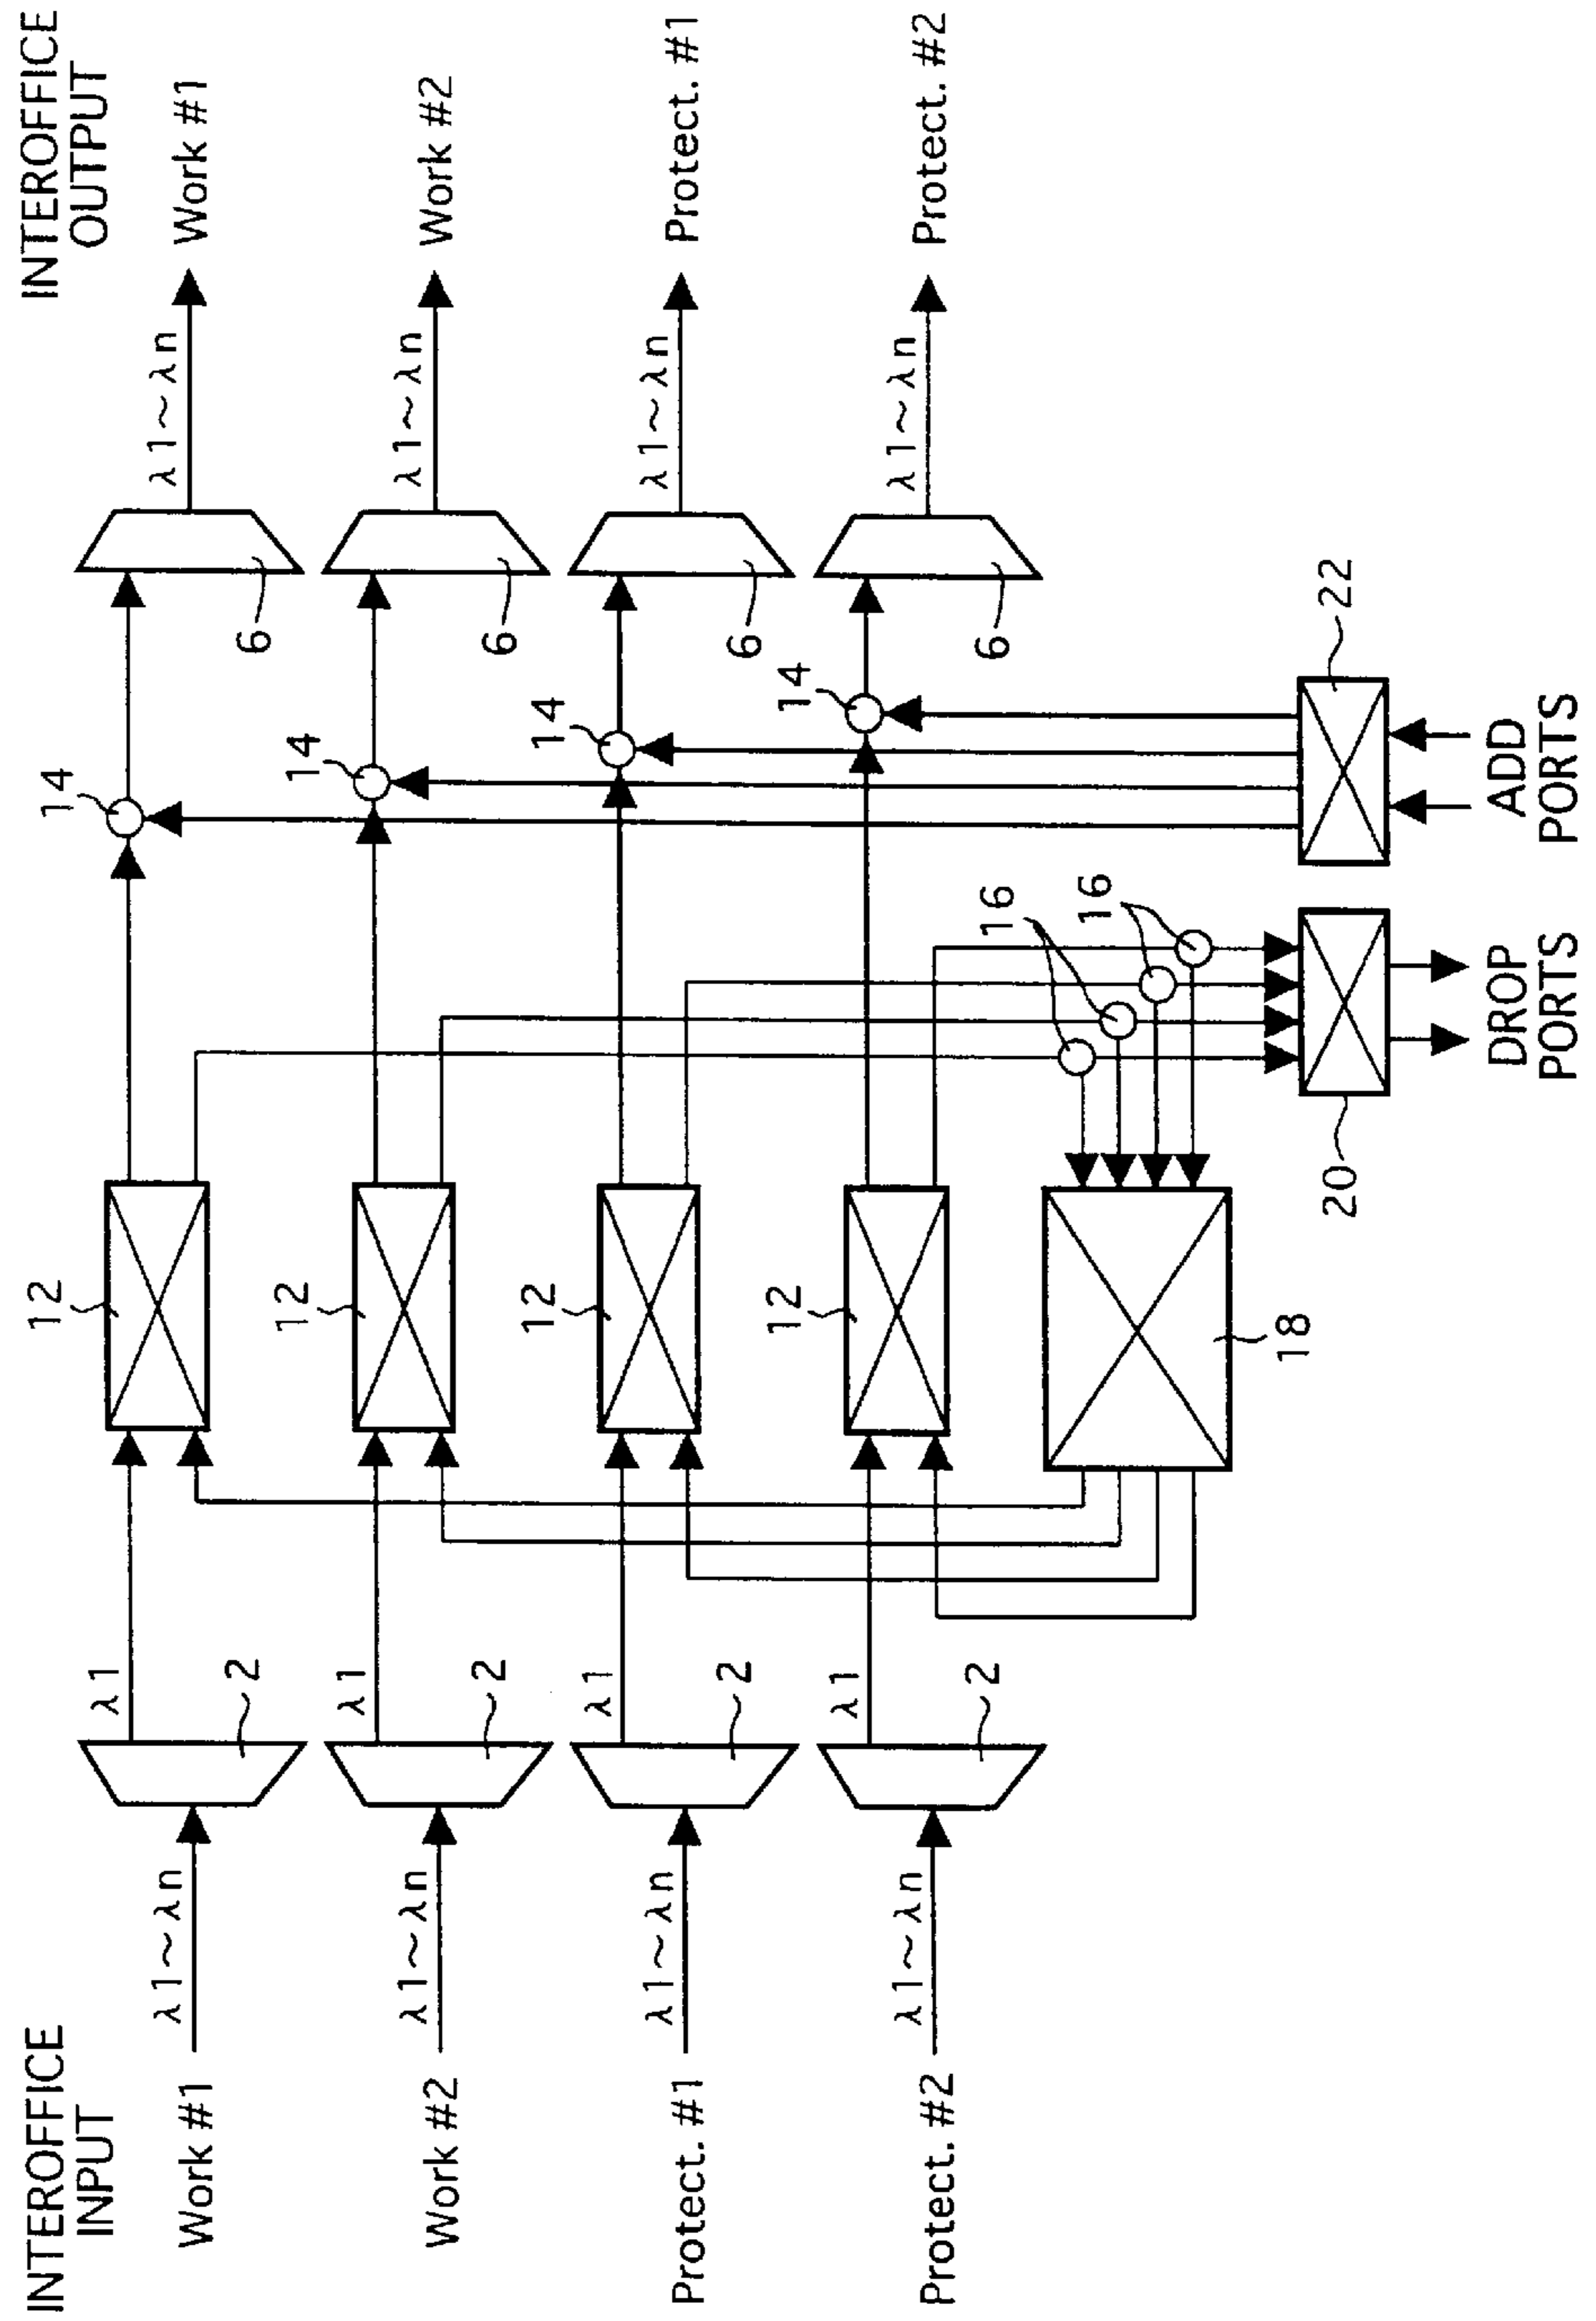 INTEROFFICE
INPUT
INTEROFFICE
OUTPUT
Work #1
λ1~λn
2
λ1
12
14
6
λ1~λn
Work #1
Work #2
λ1~λn
2
λ1
12
14
6
λ1~λn
Work #2
Protect. #1
λ1~λn
2
λ1
12
14
6
λ1~λn
Protect. #1
Protect. #2
λ1~λn
2
λ1
12
14
6
λ1~λn
Protect. #2
16
16
18
20
22
DROP
PORTS
ADD
PORTS